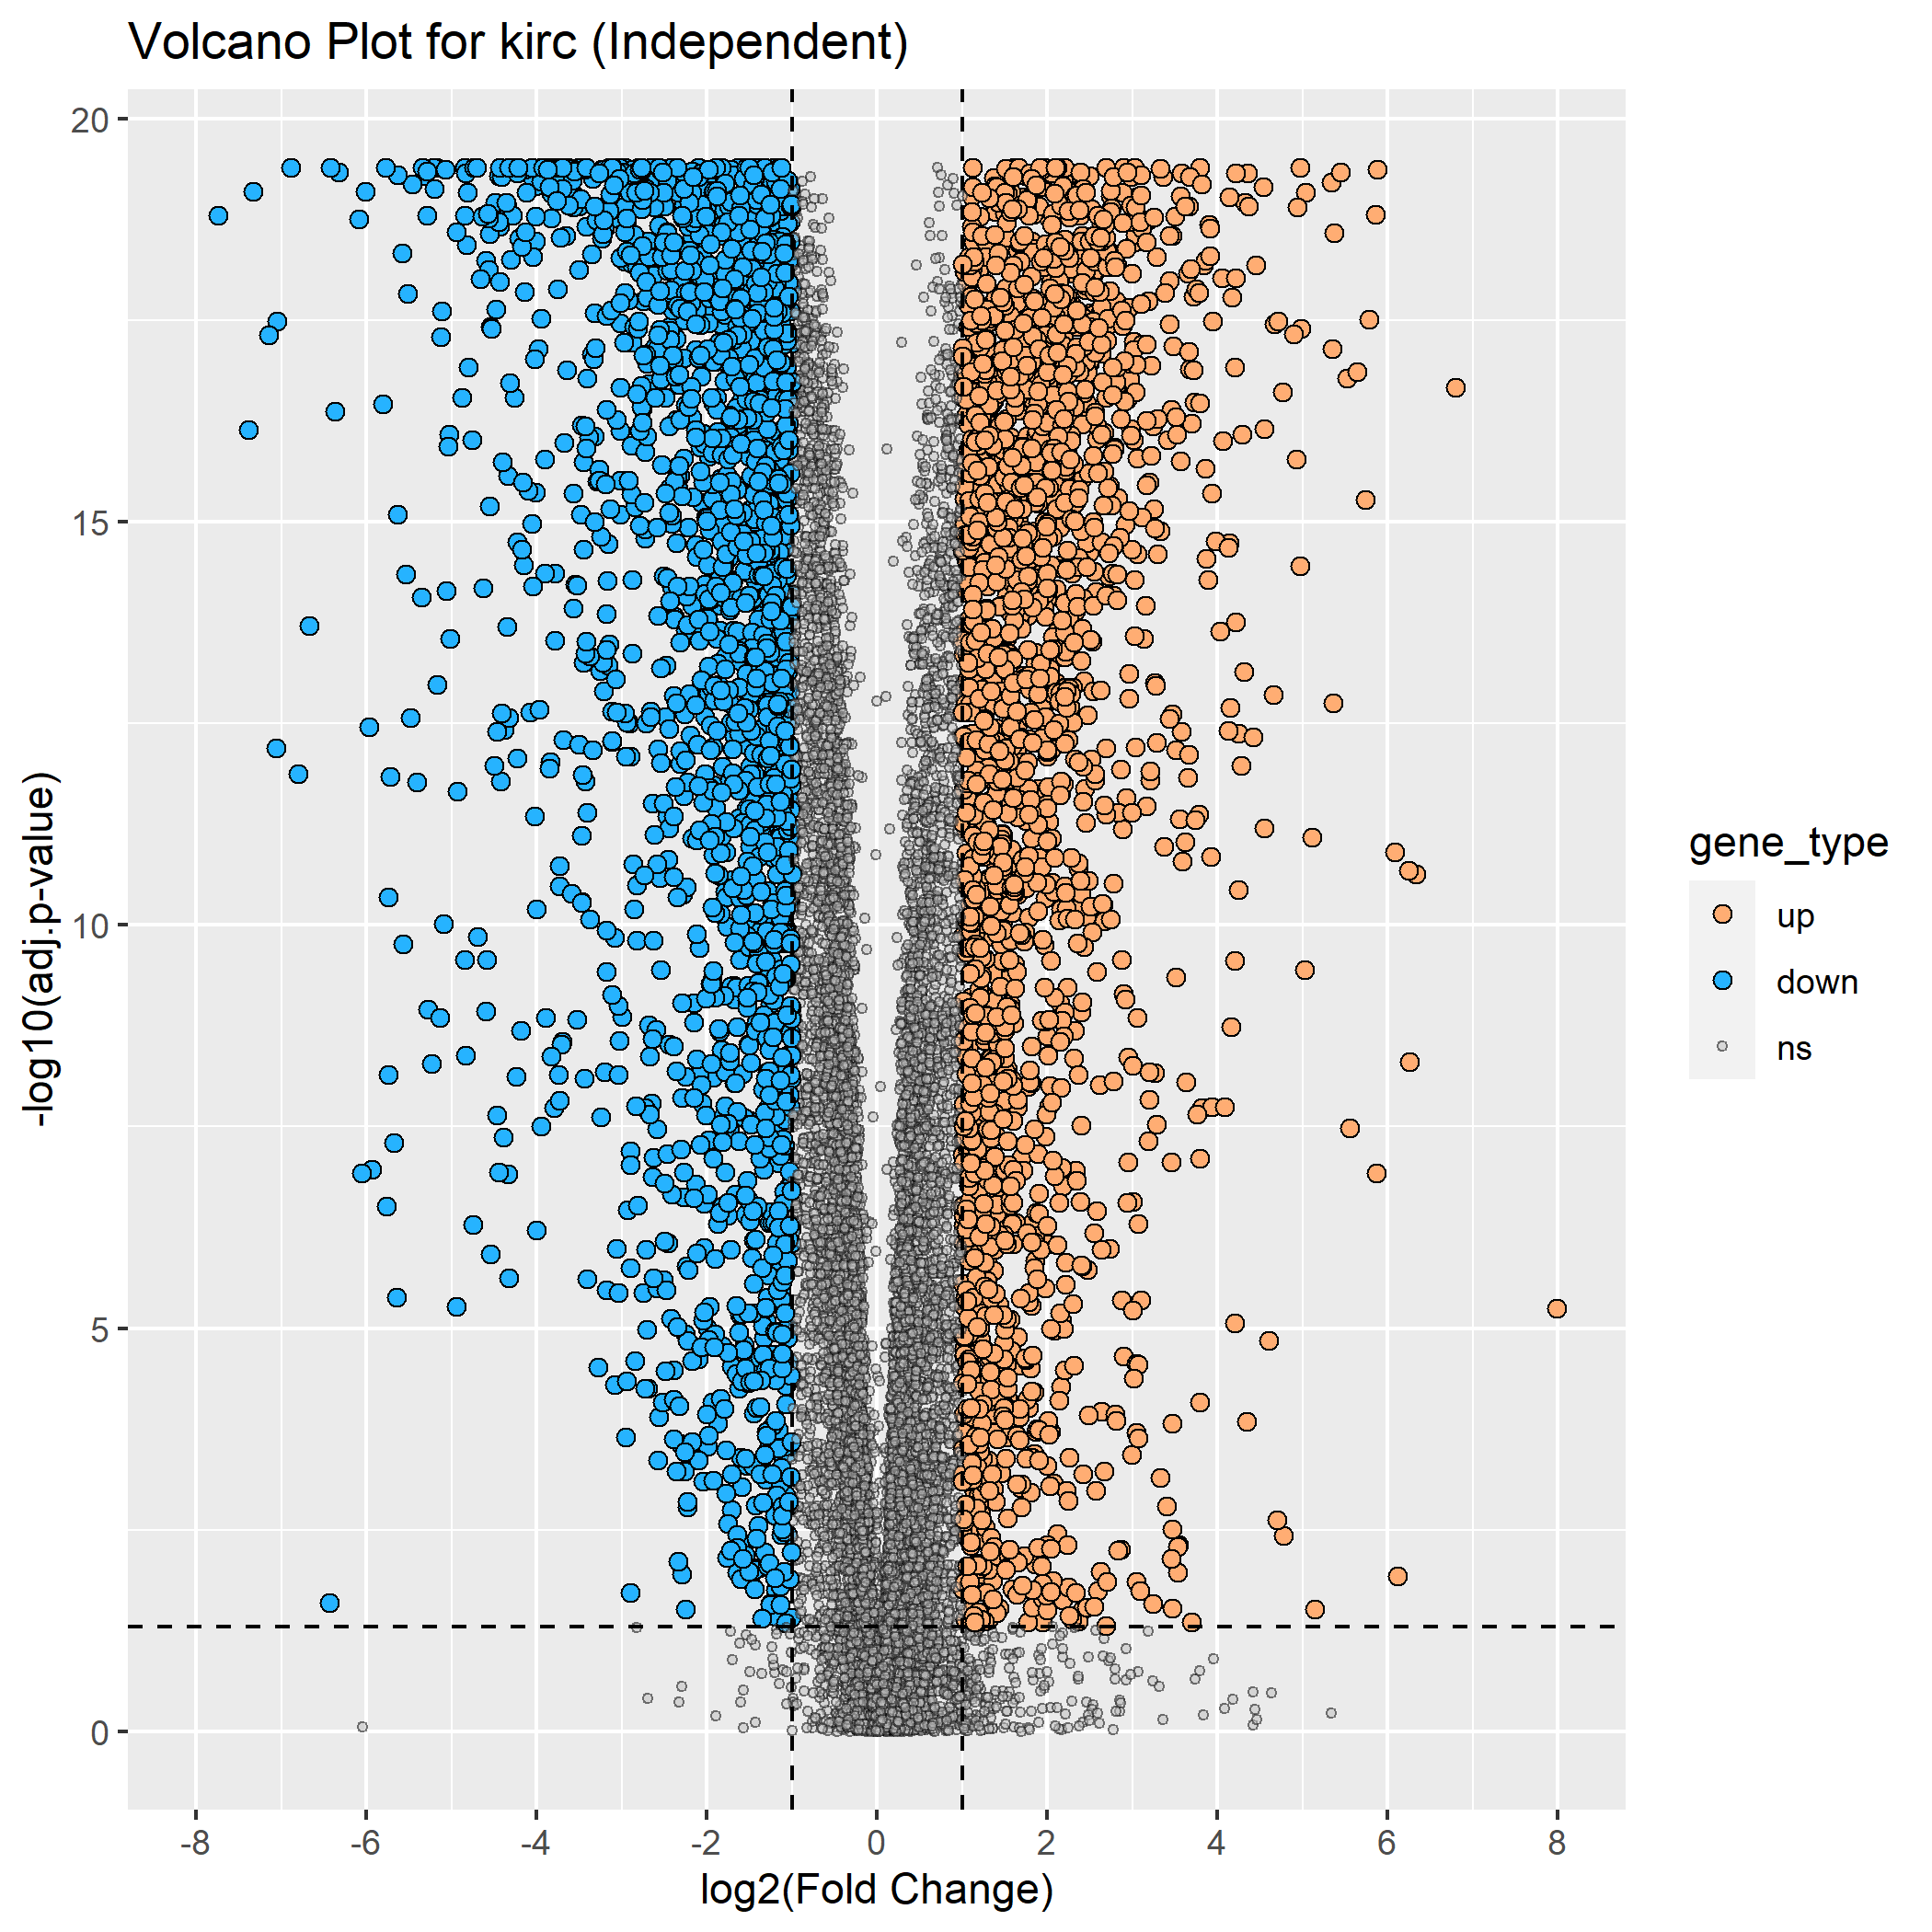 Volcano Plot for kirc (Independent)
20
15
10
5
0
-log10(adj.p-value)
-8 -6 -4 -2 0 2 4 6 8
log2(Fold Change)
gene_type
up
down
ns